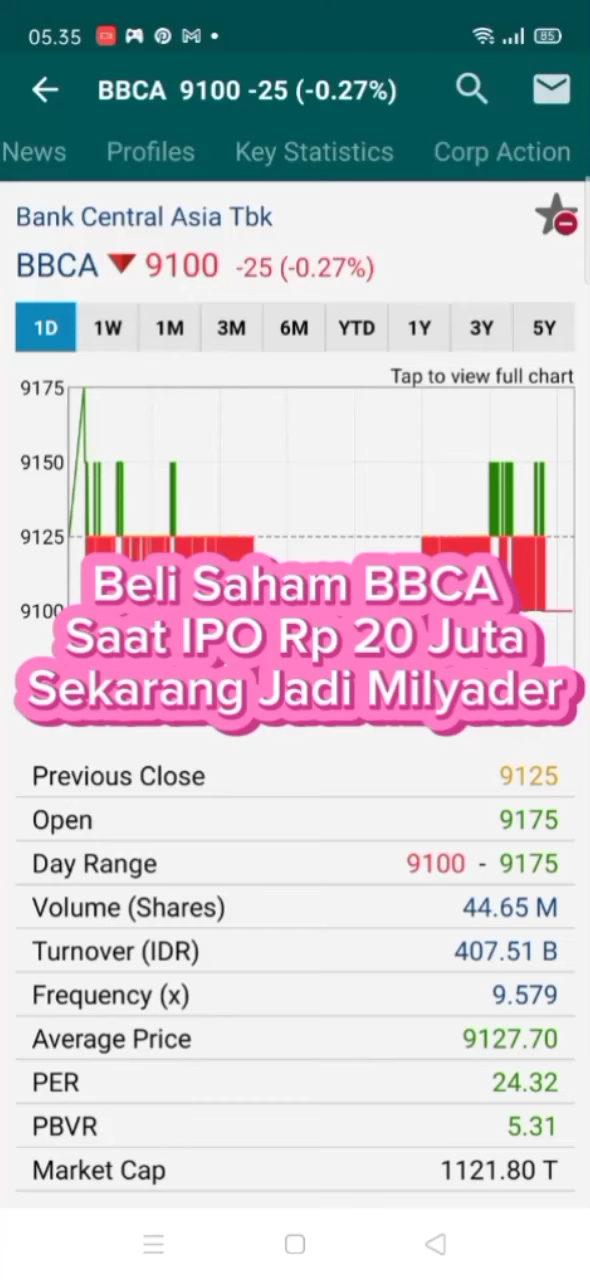 05.35
85
BBCA 9100 -25 (-0.27%)
News Profiles Key Statistics Corp Action
Bank Central Asia Tbk
BBCA 9100 -25 (-0.27%)
1D 1W 1M 3M 6M YTD 1Y 3Y 5Y
Tap to view full chart
9175
9150
9125
9100
Beli Saham BBCA
Saat IPO Rp 20 Juta
Sekarang Jadi Milyader
Previous Close 9125
Open 9175
Day Range 9100 - 9175
Volume (Shares) 44.65 M
Turnover (IDR) 407.51 B
Frequency (x) 9.579
Average Price 9127.70
PER 24.32
PBVR 5.31
Market Cap 1121.80 T